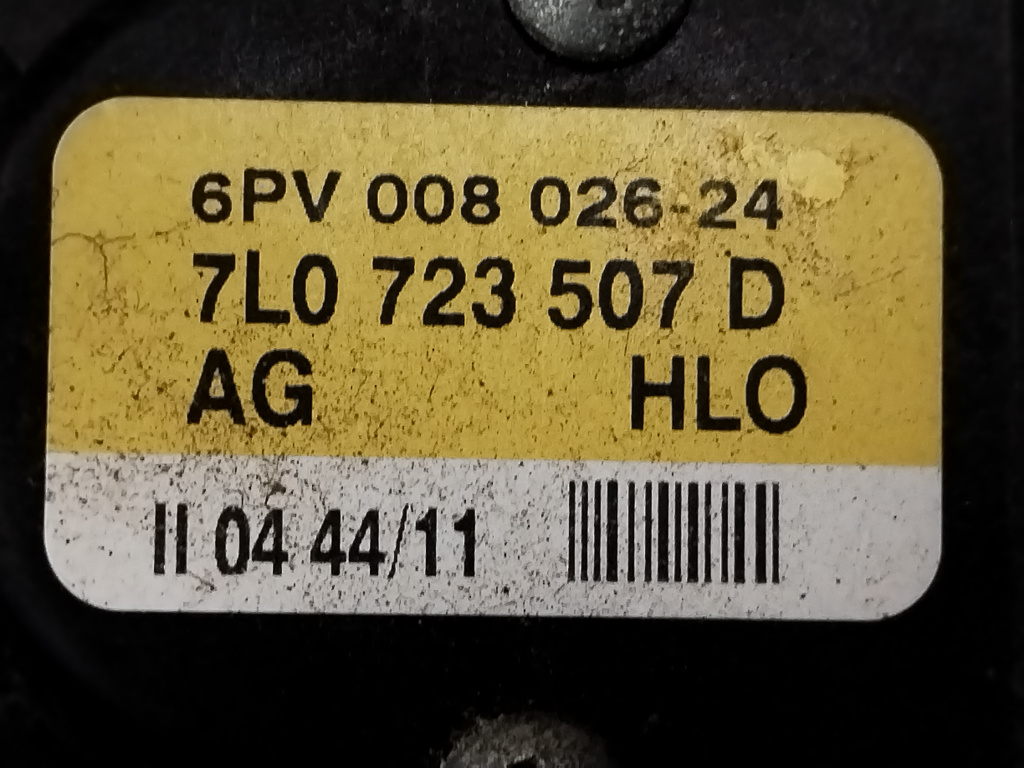 6PV 008 026-24
7L0 723 507 D
AG HLO
II 04 44/11